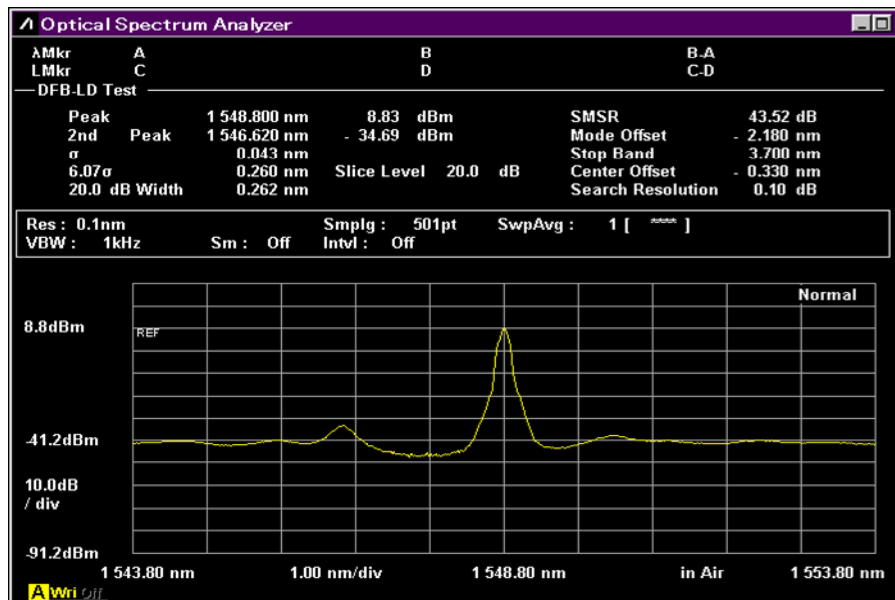 Optical Spectrum Analyzer
λMkr A B B-A
LMkr C D C-D
DFB-LD Test
Peak 1 548.800 nm 8.83 dBm SMSR 43.52 dB
2nd Peak 1 546.620 nm - 34.69 dBm Mode Offset - 2.180 nm
σ 0.043 nm Stop Band 3.700 nm
6.07σ 0.260 nm Slice Level 20.0 dB Center Offset - 0.330 nm
20.0 dB Width 0.262 nm Search Resolution 0.10 dB
Res : 0.1nm Smplg : 501pt SwpAvg : 1 [ **** ]
VBW : 1kHz Sm : Off Intvl : Off
Normal
8.8dBm
REF
-41.2dBm
10.0dB
/ div
-91.2dBm
1 543.80 nm 1.00 nm/div 1 548.80 nm in Air 1 553.80 nm
A Wri Off